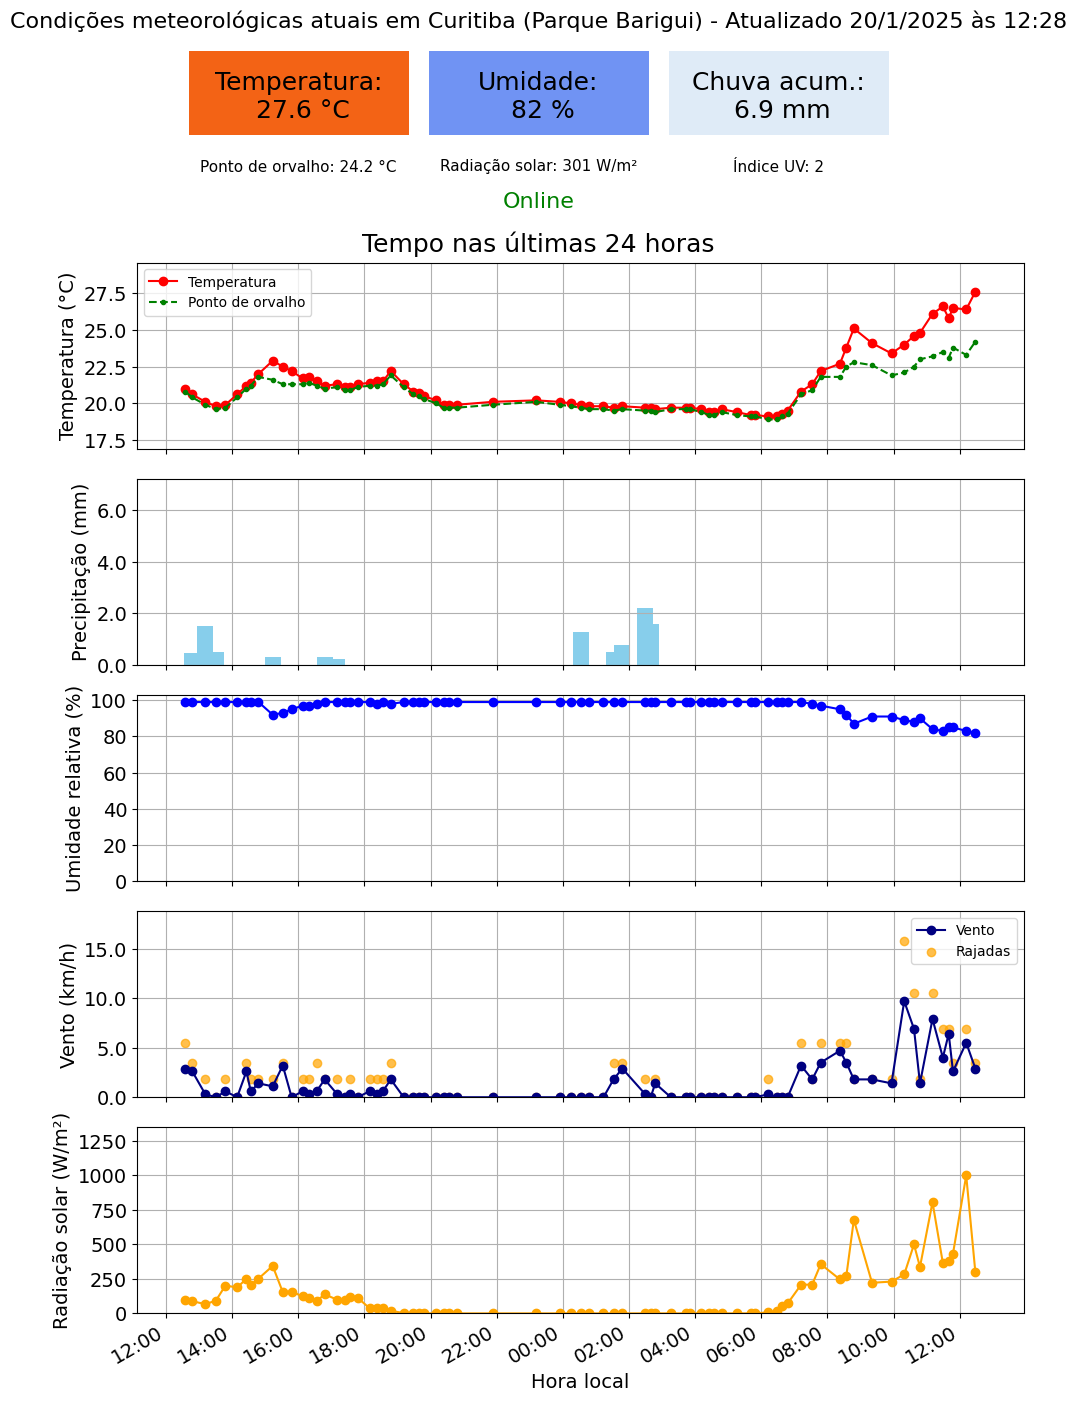 Condições meteorológicas atuais em Curitiba (Parque Barigui) - Atualizado 20/1/2025 às 12:28
Temperatura:
27.6 °C
Umidade:
82 %
Chuva acum.:
6.9 mm
Ponto de orvalho: 24.2 °C
Radiação solar: 301 W/m²
Índice UV: 2
Online
Tempo nas últimas 24 horas
Temperatura (°C)
27.5
25.0
22.5
20.0
17.5
Temperatura
Ponto de orvalho
Precipitação (mm)
6.0
4.0
2.0
0.0
Umidade relativa (%)
100
80
60
40
20
0
Vento (km/h)
15.0
10.0
5.0
0.0
Vento
Rajadas
Radiação solar (W/m²)
1250
1000
750
500
250
0
12:00
14:00
16:00
18:00
20:00
22:00
00:00
02:00
04:00
06:00
08:00
10:00
12:00
Hora local